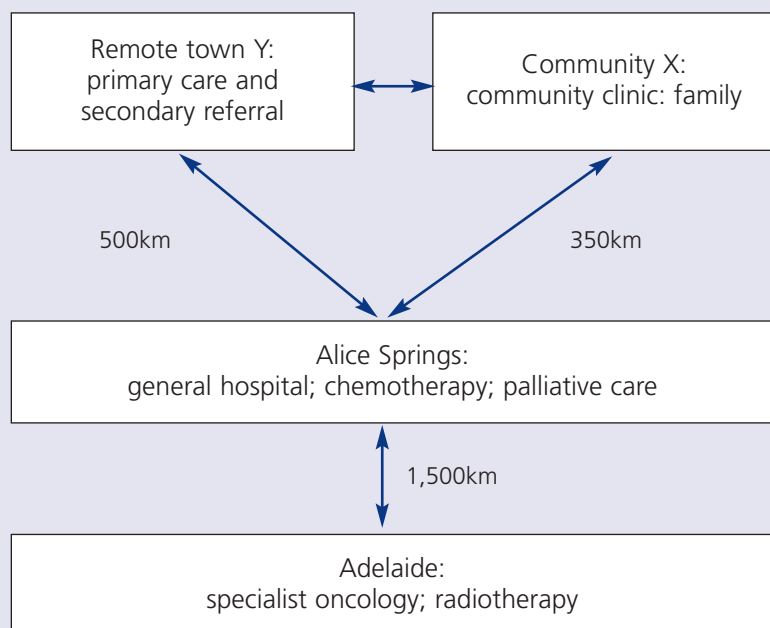 Remote town Y:
primary care and
secondary referral
Community X:
community clinic: family
500km
350km
Alice Springs:
general hospital; chemotherapy; palliative care
1,500km
Adelaide:
specialist oncology; radiotherapy